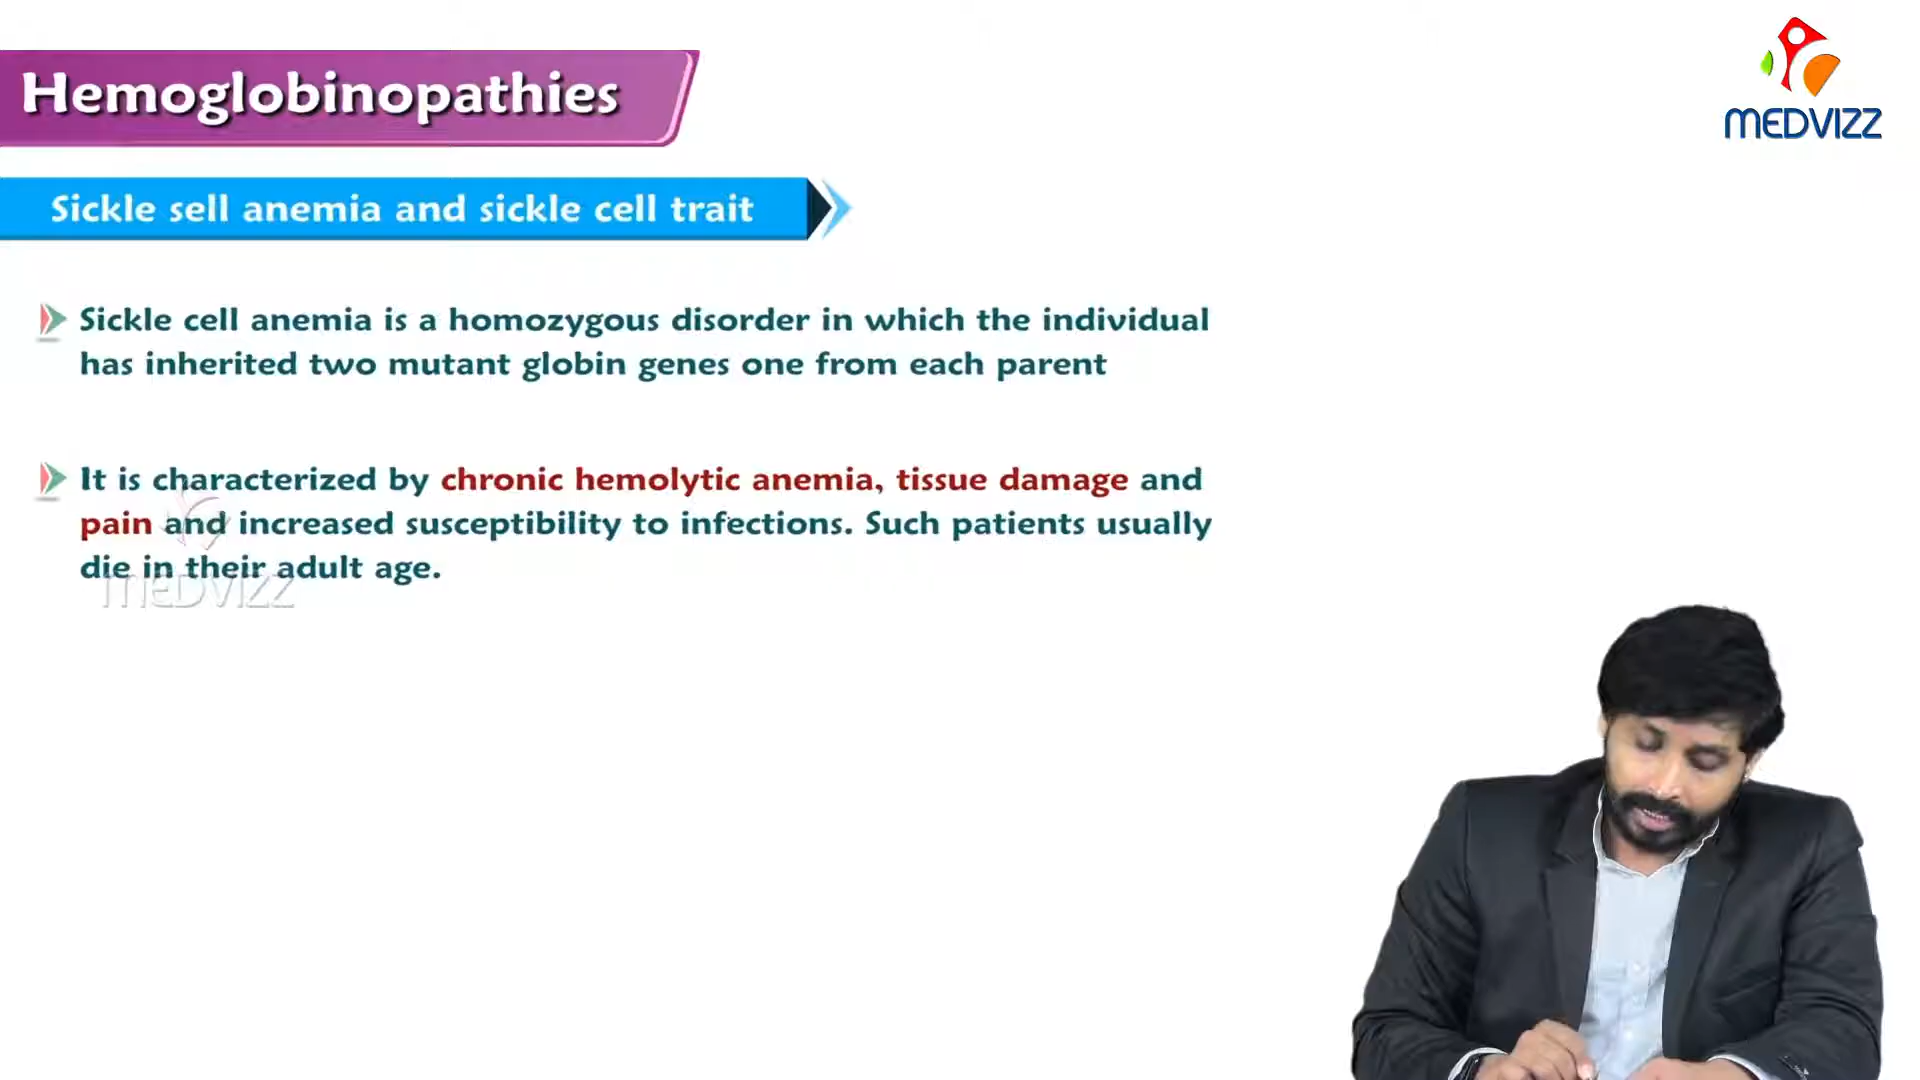 Hemoglobinopathies
MEDVIZZ
Sickle sell anemia and sickle cell trait
Sickle cell anemia is a homozygous disorder in which the individual
has inherited two mutant globin genes one from each parent
It is characterized by chronic hemolytic anemia, tissue damage and
pain and increased susceptibility to infections. Such patients usually
die in their adult age.
MEDVIZZ